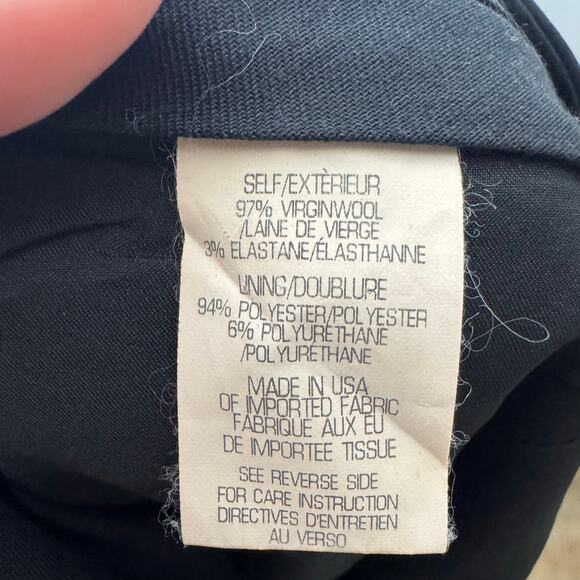 SELF/EXTÈRIEUR
97% VIRGINWOOL
/LAINE DE VIERGE
3% ELASTANE/ÉLASTHANNE
LINING/DOUBLURE
94% POLYESTER/POLYESTER
6% POLYURÉTHANE
/POLYURÉTHANE
MADE IN USA
OF IMPORTED FABRIC
FABRIQUE AUX EU
DE IMPORTEE TISSUE
SEE REVERSE SIDE
FOR CARE INSTRUCTION
DIRECTIVES D'ENTRETIEN
AU VERSO